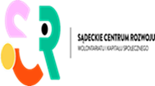 SĄDECKIE CENTRUM ROZWOJU
WOLONTARIATU I KAPITAŁU SPOŁECZNEGO